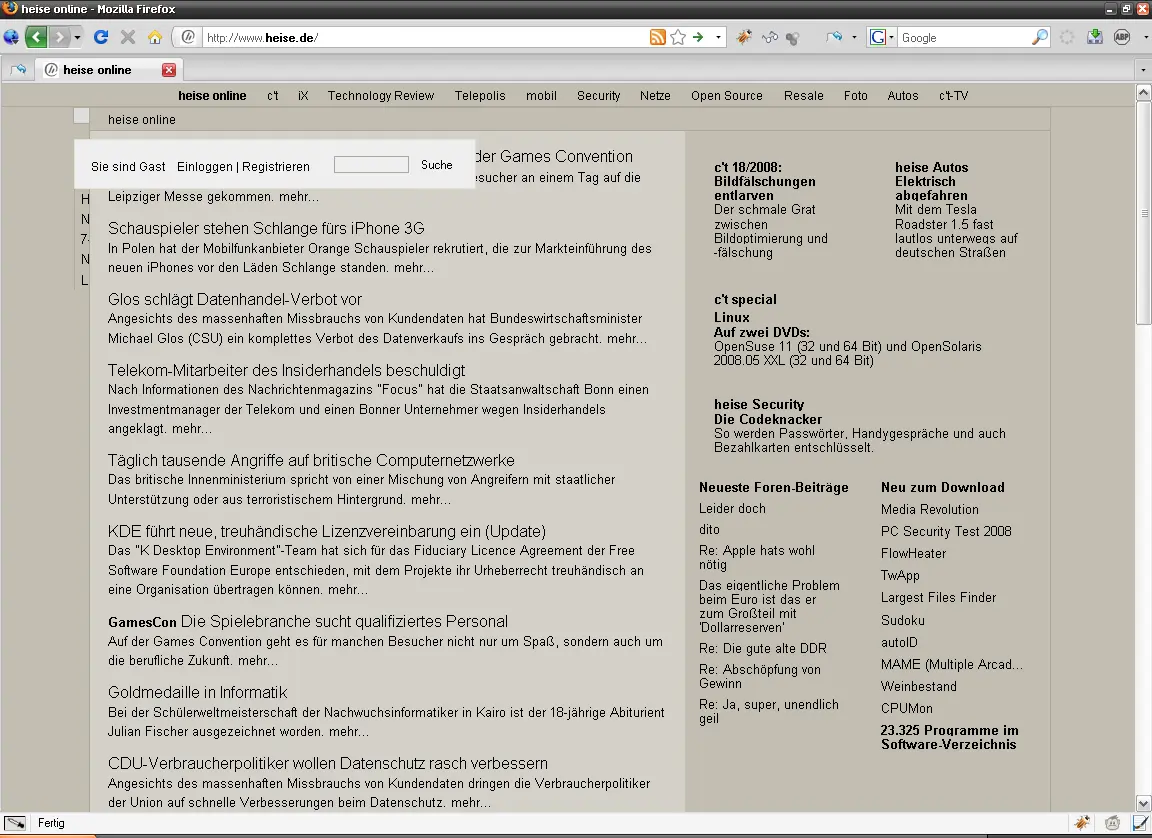 heise online - Mozilla Firefox
http://www.heise.de/
Google
ABP
heise online
heise online c't iX Technology Review Telepolis mobil Security Netze Open Source Resale Foto Autos c't-TV
heise online
Sie sind Gast Einloggen | Registrieren Suche
der Games Convention
esucher an einem Tag auf die
Leipziger Messe gekommen. mehr...
H
N
7-
N
L
Schauspieler stehen Schlange fürs iPhone 3G
In Polen hat der Mobilfunkanbieter Orange Schauspieler rekrutiert, die zur Markteinführung des
neuen iPhones vor den Läden Schlange standen. mehr...
Glos schlägt Datenhandel-Verbot vor
Angesichts des massenhaften Missbrauchs von Kundendaten hat Bundeswirtschaftsminister
Michael Glos (CSU) ein komplettes Verbot des Datenverkaufs ins Gespräch gebracht. mehr...
Telekom-Mitarbeiter des Insiderhandels beschuldigt
Nach Informationen des Nachrichtenmagazins "Focus" hat die Staatsanwaltschaft Bonn einen
Investmentmanager der Telekom und einen Bonner Unternehmer wegen Insiderhandels
angeklagt. mehr...
Täglich tausende Angriffe auf britische Computernetzwerke
Das britische Innenministerium spricht von einer Mischung von Angreifern mit staatlicher
Unterstützung oder aus terroristischem Hintergrund. mehr...
KDE führt neue, treuhändische Lizenzvereinbarung ein (Update)
Das "K Desktop Environment"-Team hat sich für das Fiduciary Licence Agreement der Free
Software Foundation Europe entschieden, mit dem Projekte ihr Urheberrecht treuhändisch an
eine Organisation übertragen können. mehr...
GamesCon Die Spielebranche sucht qualifiziertes Personal
Auf der Games Convention geht es für manchen Besucher nicht nur um Spaß, sondern auch um
die berufliche Zukunft. mehr...
Goldmedaille in Informatik
Bei der Schülerweltmeisterschaft der Nachwuchsinformatiker in Kairo ist der 18-jährige Abiturient
Julian Fischer ausgezeichnet worden. mehr...
CDU-Verbraucherpolitiker wollen Datenschutz rasch verbessern
Angesichts des massenhaften Missbrauchs von Kundendaten dringen die Verbraucherpolitiker
der Union auf schnelle Verbesserungen beim Datenschutz. mehr...
c't 18/2008:
Bildfälschungen
entlarven
Der schmale Grat
zwischen
Bildoptimierung und
-fälschung
heise Autos
Elektrisch
abgefahren
Mit dem Tesla
Roadster 1.5 fast
lautlos unterwegs auf
deutschen Straßen
c't special
Linux
Auf zwei DVDs:
OpenSuse 11 (32 und 64 Bit) und OpenSolaris
2008.05 XXL (32 und 64 Bit)
heise Security
Die Codeknacker
So werden Passwörter, Handygespräche und auch
Bezahlkarten entschlüsselt.
Neueste Foren-Beiträge
Leider doch
dito
Re: Apple hats wohl
nötig
Das eigentliche Problem
beim Euro ist das er
zum Großteil mit
'Dollarreserven'
Re: Die gute alte DDR
Re: Abschöpfung von
Gewinn
Re: Ja, super, unendlich
geil
Neu zum Download
Media Revolution
PC Security Test 2008
FlowHeater
TwApp
Largest Files Finder
Sudoku
autoID
MAME (Multiple Arcad...
Weinbestand
CPUMon
23.325 Programme im
Software-Verzeichnis
Fertig